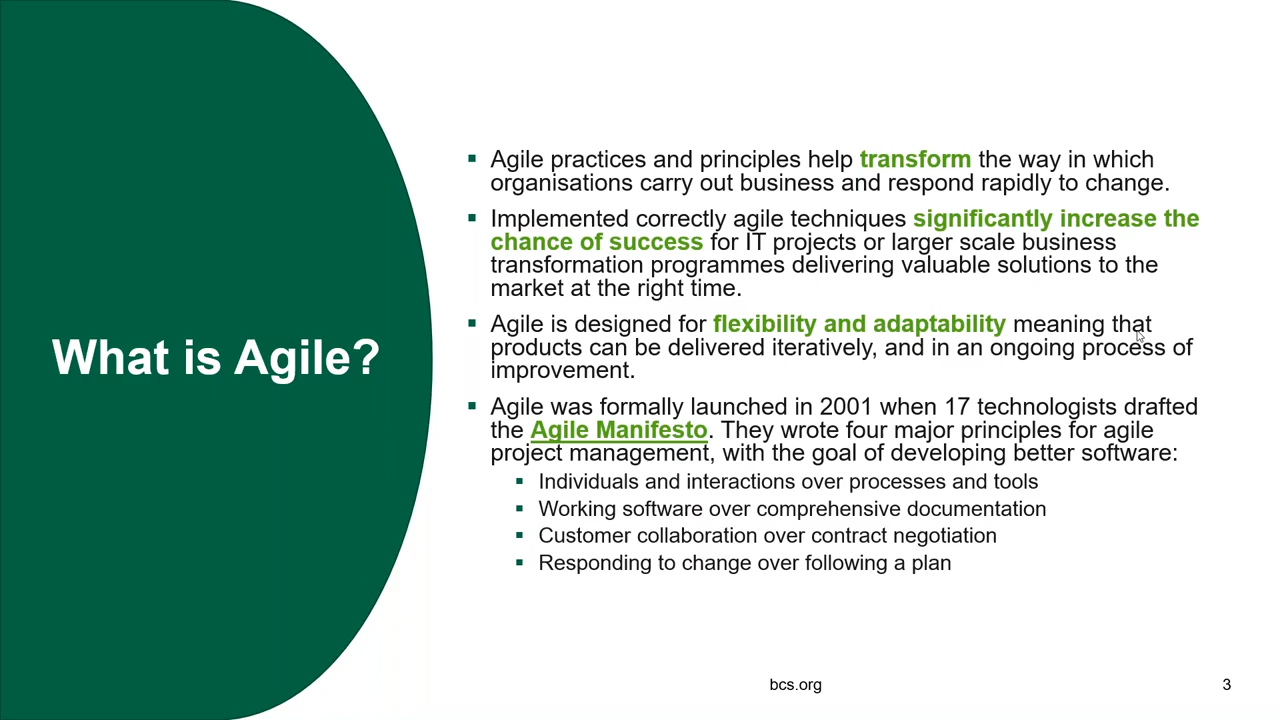 What is Agile?
Agile practices and principles help transform the way in which
organisations carry out business and respond rapidly to change.
Implemented correctly agile techniques significantly increase the
chance of success for IT projects or larger scale business
transformation programmes delivering valuable solutions to the
market at the right time.
Agile is designed for flexibility and adaptability meaning that
products can be delivered iteratively, and in an ongoing process of
improvement.
Agile was formally launched in 2001 when 17 technologists drafted
the Agile Manifesto. They wrote four major principles for agile
project management, with the goal of developing better software:
Individuals and interactions over processes and tools
Working software over comprehensive documentation
Customer collaboration over contract negotiation
Responding to change over following a plan
bcs.org
3